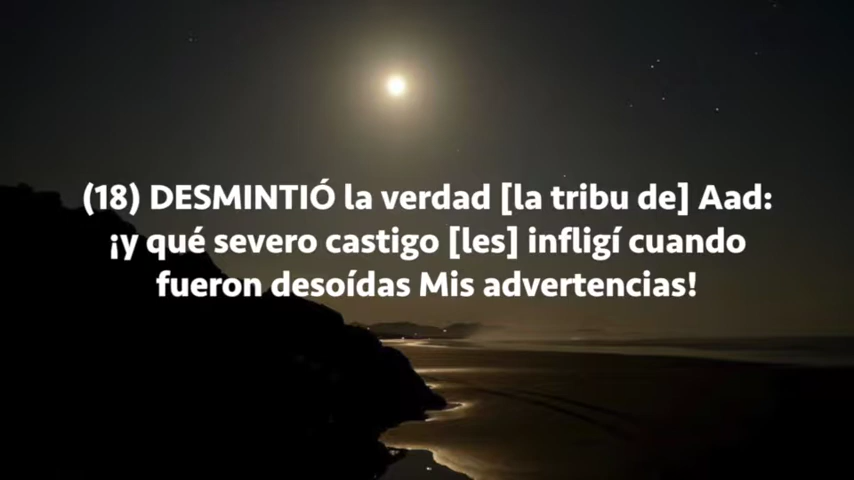 (18) DESMINTIÓ la verdad [la tribu de] Aad:
¡y qué severo castigo [les] infligí cuando
fueron desoídas Mis advertencias!